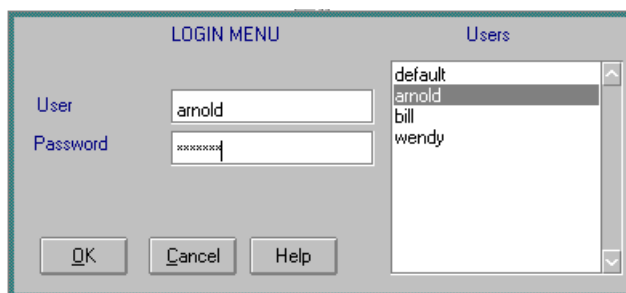 LOGIN MENU
Users
User
arnold
Password
*******
default
arnold
bill
wendy
OK
Cancel
Help